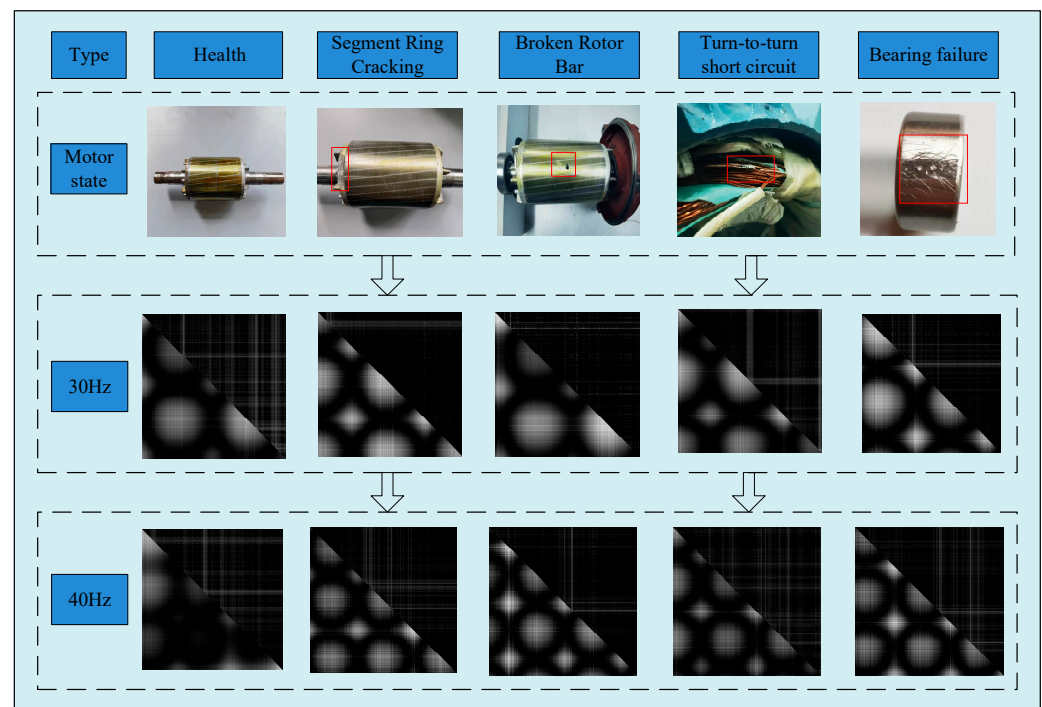 Type
Health
Segment Ring
Cracking
Broken Rotor
Bar
Turn-to-turn
short circuit
Bearing failure
Motor
state
30Hz
40Hz